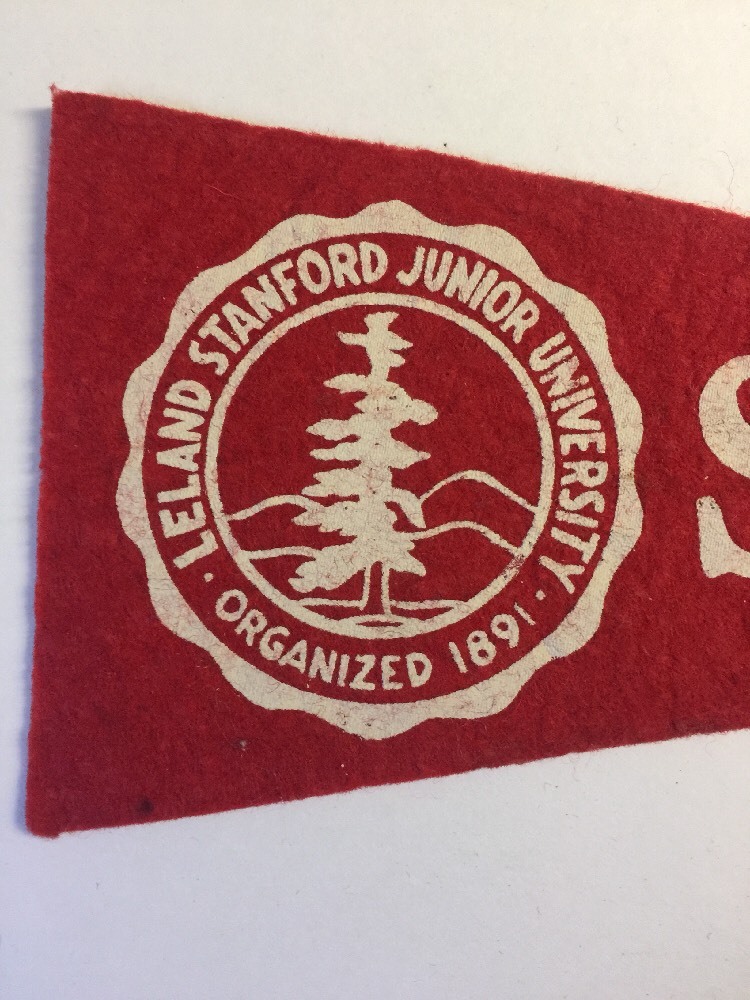 LELAND STANFORD JUNIOR UNIVERSITY
· ORGANIZED 1891 ·
S